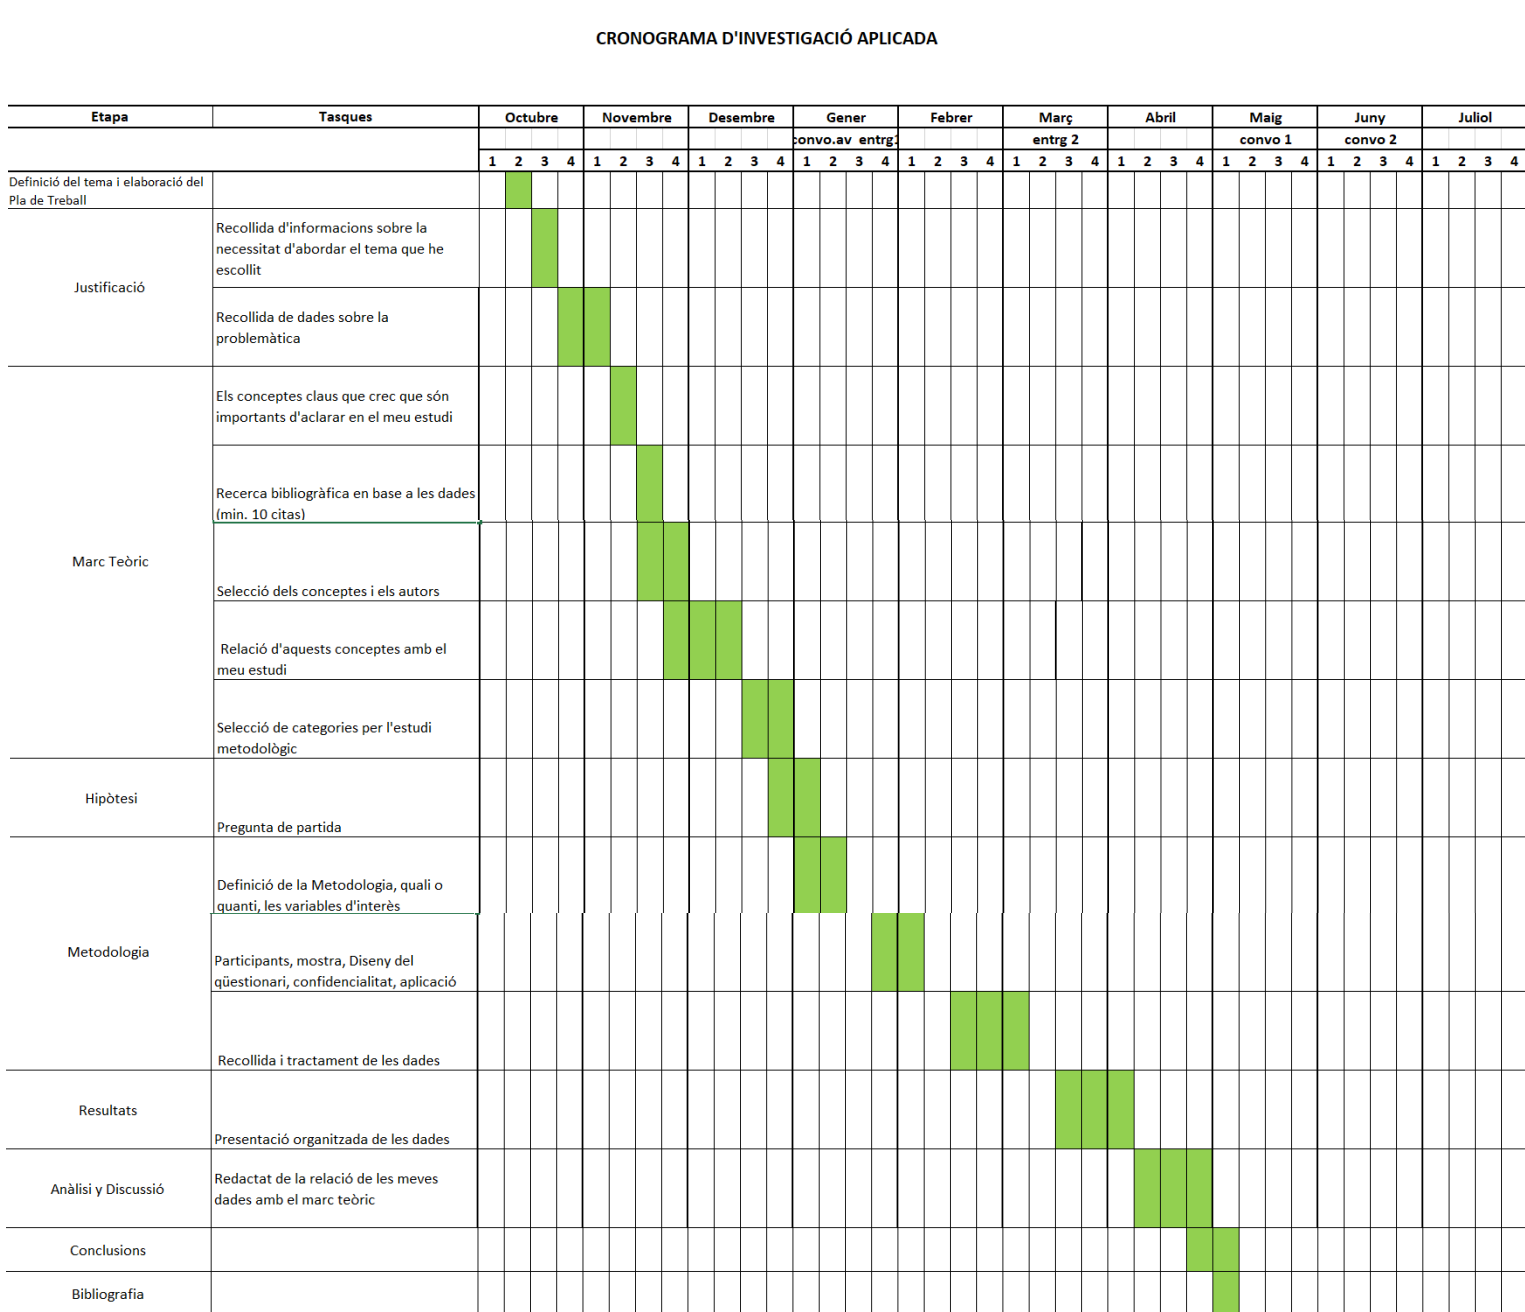 CRONOGRAMA D'INVESTIGACIÓ APLICADA
Etapa Tasques Octubre Novembre Desembre Gener Febrer Març Abril Maig Juny Juliol
convo.av entrg1 entrg 2 convo 1 convo 2
1 2 3 4 1 2 3 4 1 2 3 4 1 2 3 4 1 2 3 4 1 2 3 4 1 2 3 4 1 2 3 4 1 2 3 4 1 2 3 4
Definició del tema i elaboració del
Pla de Treball
Justificació
Recollida d'informacions sobre la
necessitat d'abordar el tema que he
escollit
Recollida de dades sobre la
problemàtica
Marc Teòric
Els conceptes claus que crec que són
importants d'aclarar en el meu estudi
Recerca bibliogràfica en base a les dades
(min. 10 citas)
Selecció dels conceptes i els autors
Relació d'aquests conceptes amb el
meu estudi
Selecció de categories per l'estudi
metodològic
Hipòtesi
Pregunta de partida
Metodologia
Definició de la Metodologia, quali o
quanti, les variables d'interès
Participants, mostra, Diseny del
qüestionari, confidencialitat, aplicació
Recollida i tractament de les dades
Resultats
Presentació organitzada de les dades
Anàlisi y Discussió
Redactat de la relació de les meves
dades amb el marc teòric
Conclusions
Bibliografia